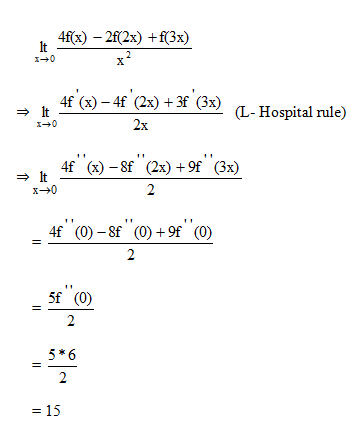 lt x→0 4f(x) – 2f(2x) + f(3x) / x²
⇒ lt x→0 4f'(x) – 4f'(2x) + 3f'(3x) / 2x (L- Hospital rule)
⇒ lt x→0 4f''(x) – 8f''(2x) + 9f''(3x) / 2
= 4f''(0) – 8f''(0) + 9f''(0) / 2
= 5f''(0) / 2
= 5*6 / 2
= 15